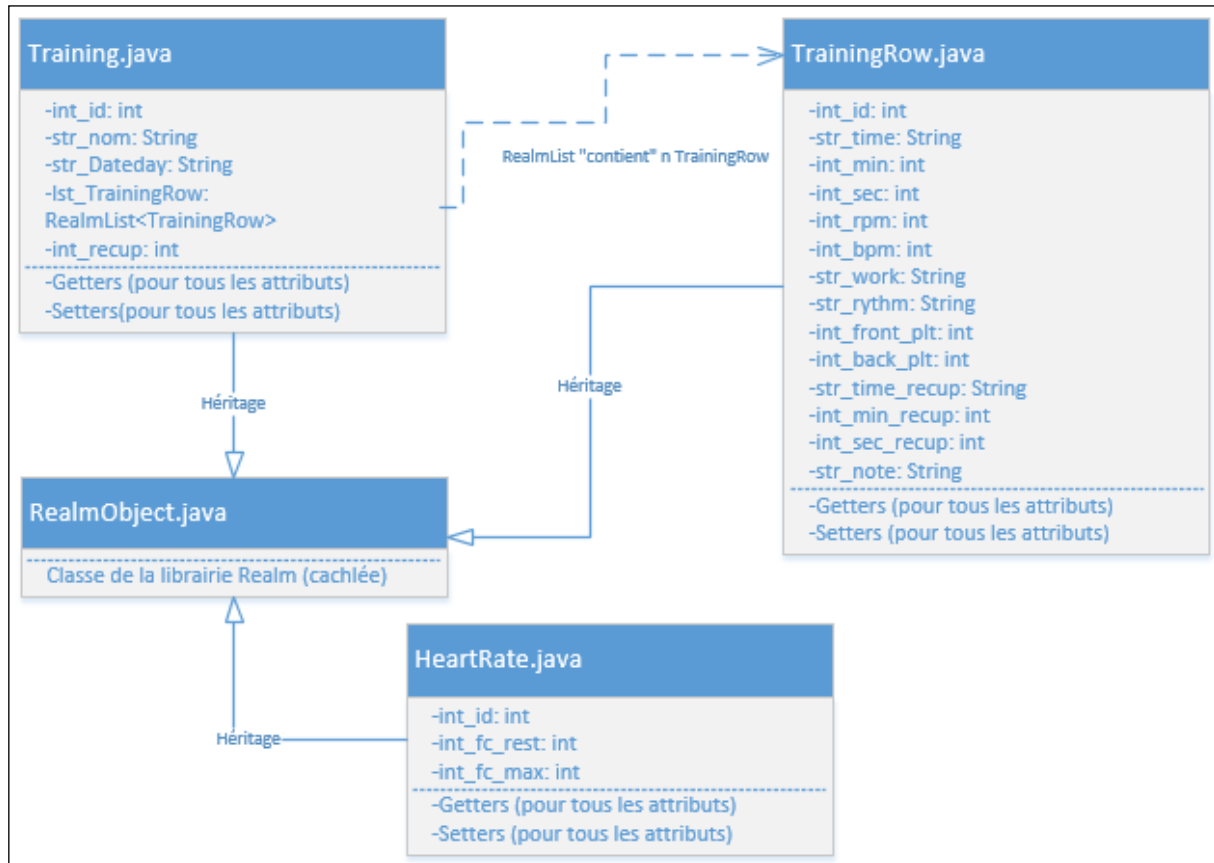 Training.java
-int_id: int
-str_nom: String
-str_Dateday: String
-lst_TrainingRow:
RealmList<TrainingRow>
-int_recup: int
-Getters (pour tous les attributs)
-Setters(pour tous les attributs)
RealmList "contient" n TrainingRow
TrainingRow.java
-int_id: int
-str_time: String
-int_min: int
-int_sec: int
-int_rpm: int
-int_bpm: int
-str_work: String
-str_rythm: String
-int_front_plt: int
-int_back_plt: int
-str_time_recup: String
-int_min_recup: int
-int_sec_recup: int
-str_note: String
-Getters (pour tous les attributs)
-Setters (pour tous les attributs)
Héritage
Héritage
RealmObject.java
Classe de la librairie Realm (cachlée)
HeartRate.java
-int_id: int
-int_fc_rest: int
-int_fc_max: int
-Getters (pour tous les attributs)
-Setters (pour tous les attributs)
Héritage